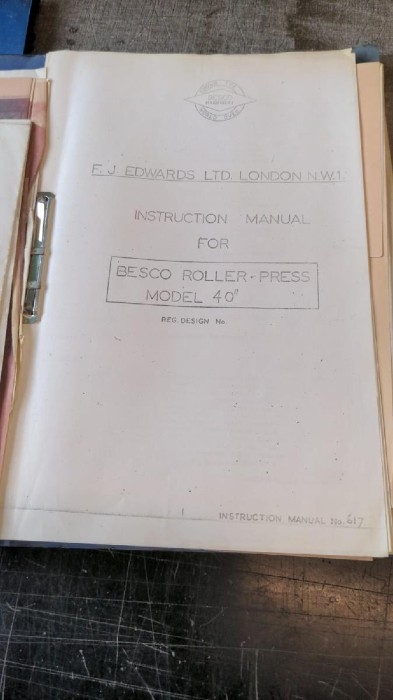 BESCO
F. J. EDWARDS LTD. LONDON N.W.1.
INSTRUCTION MANUAL
FOR
BESCO ROLLER-PRESS
MODEL 40"
REG. DESIGN No.
INSTRUCTION MANUAL No. 617